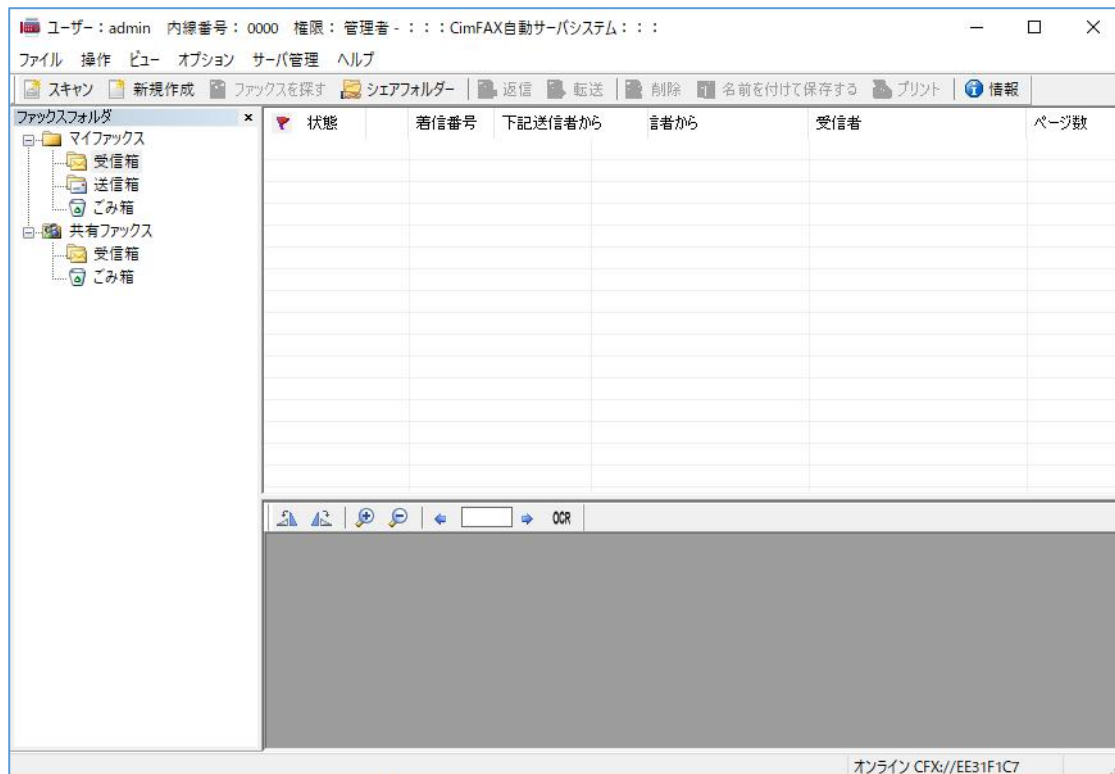 ユーザー：admin 内線番号： 0000 権限： 管理者 - ：：：CimFAX自動サーバシステム：：：
ファイル 操作 ビュー オプション サーバ管理 ヘルプ
スキャン 新規作成 ファックスを探す シェアフォルダー 返信 転送 削除 名前を付けて保存する プリント 情報
ファックスフォルダ ×
状態 着信番号 下記送信者から 言者から 受信者 ページ数
マイファックス
受信箱
送信箱
ごみ箱
共有ファックス
受信箱
ごみ箱
OCR
オンライン CFX://EE31F1C7